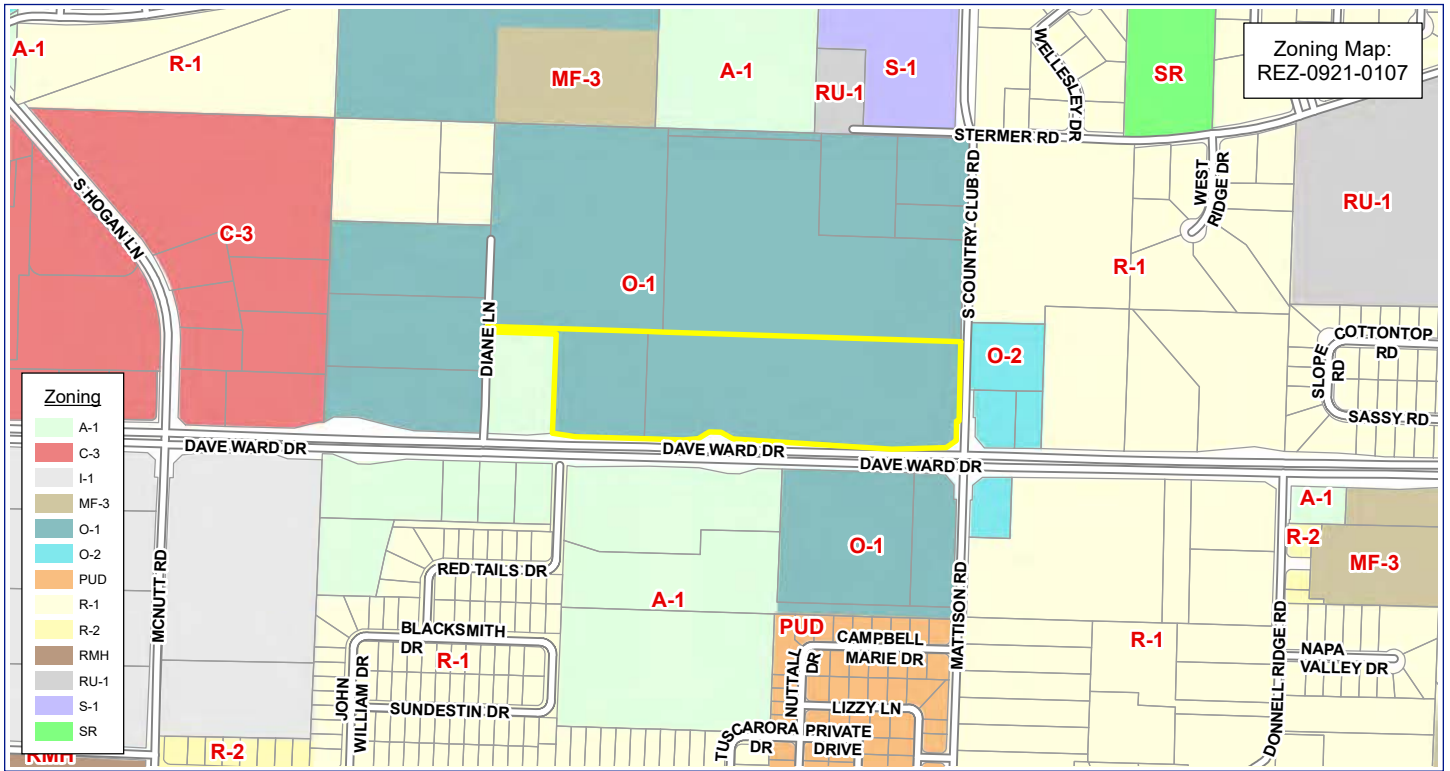 A-1
R-1
MF-3
A-1
RU-1
S-1
WELLESLEY DR
SR
Zoning Map:
REZ-0921-0107
STERMER RD
S HOGAN LN
C-3
S COUNTRY CLUB RD
WEST
RIDGE DR
RU-1
R-1
O-1
DIANE LN
O-2
COTTONTOP
RD
SLOPE
RD
SASSY RD
Zoning
A-1
C-3
I-1
MF-3
O-1
O-2
PUD
R-1
R-2
RMH
RU-1
S-1
SR
DAVE WARD DR
DAVE WARD DR
DAVE WARD DR
MCNUTT RD
RED TAILS DR
BLACKSMITH
DR
R-1
JOHN
WILLIAM DR
SUNDESTIN DR
A-1
O-1
MATTISON RD
PUD
CAMPBELL
MARIE DR
NUTTALL
DR
LIZZY LN
TUSCARORA
DR
PRIVATE
DRIVE
R-1
A-1
R-2
MF-3
DONNELL RIDGE RD
NAPA
VALLEY DR
R-2
RMH